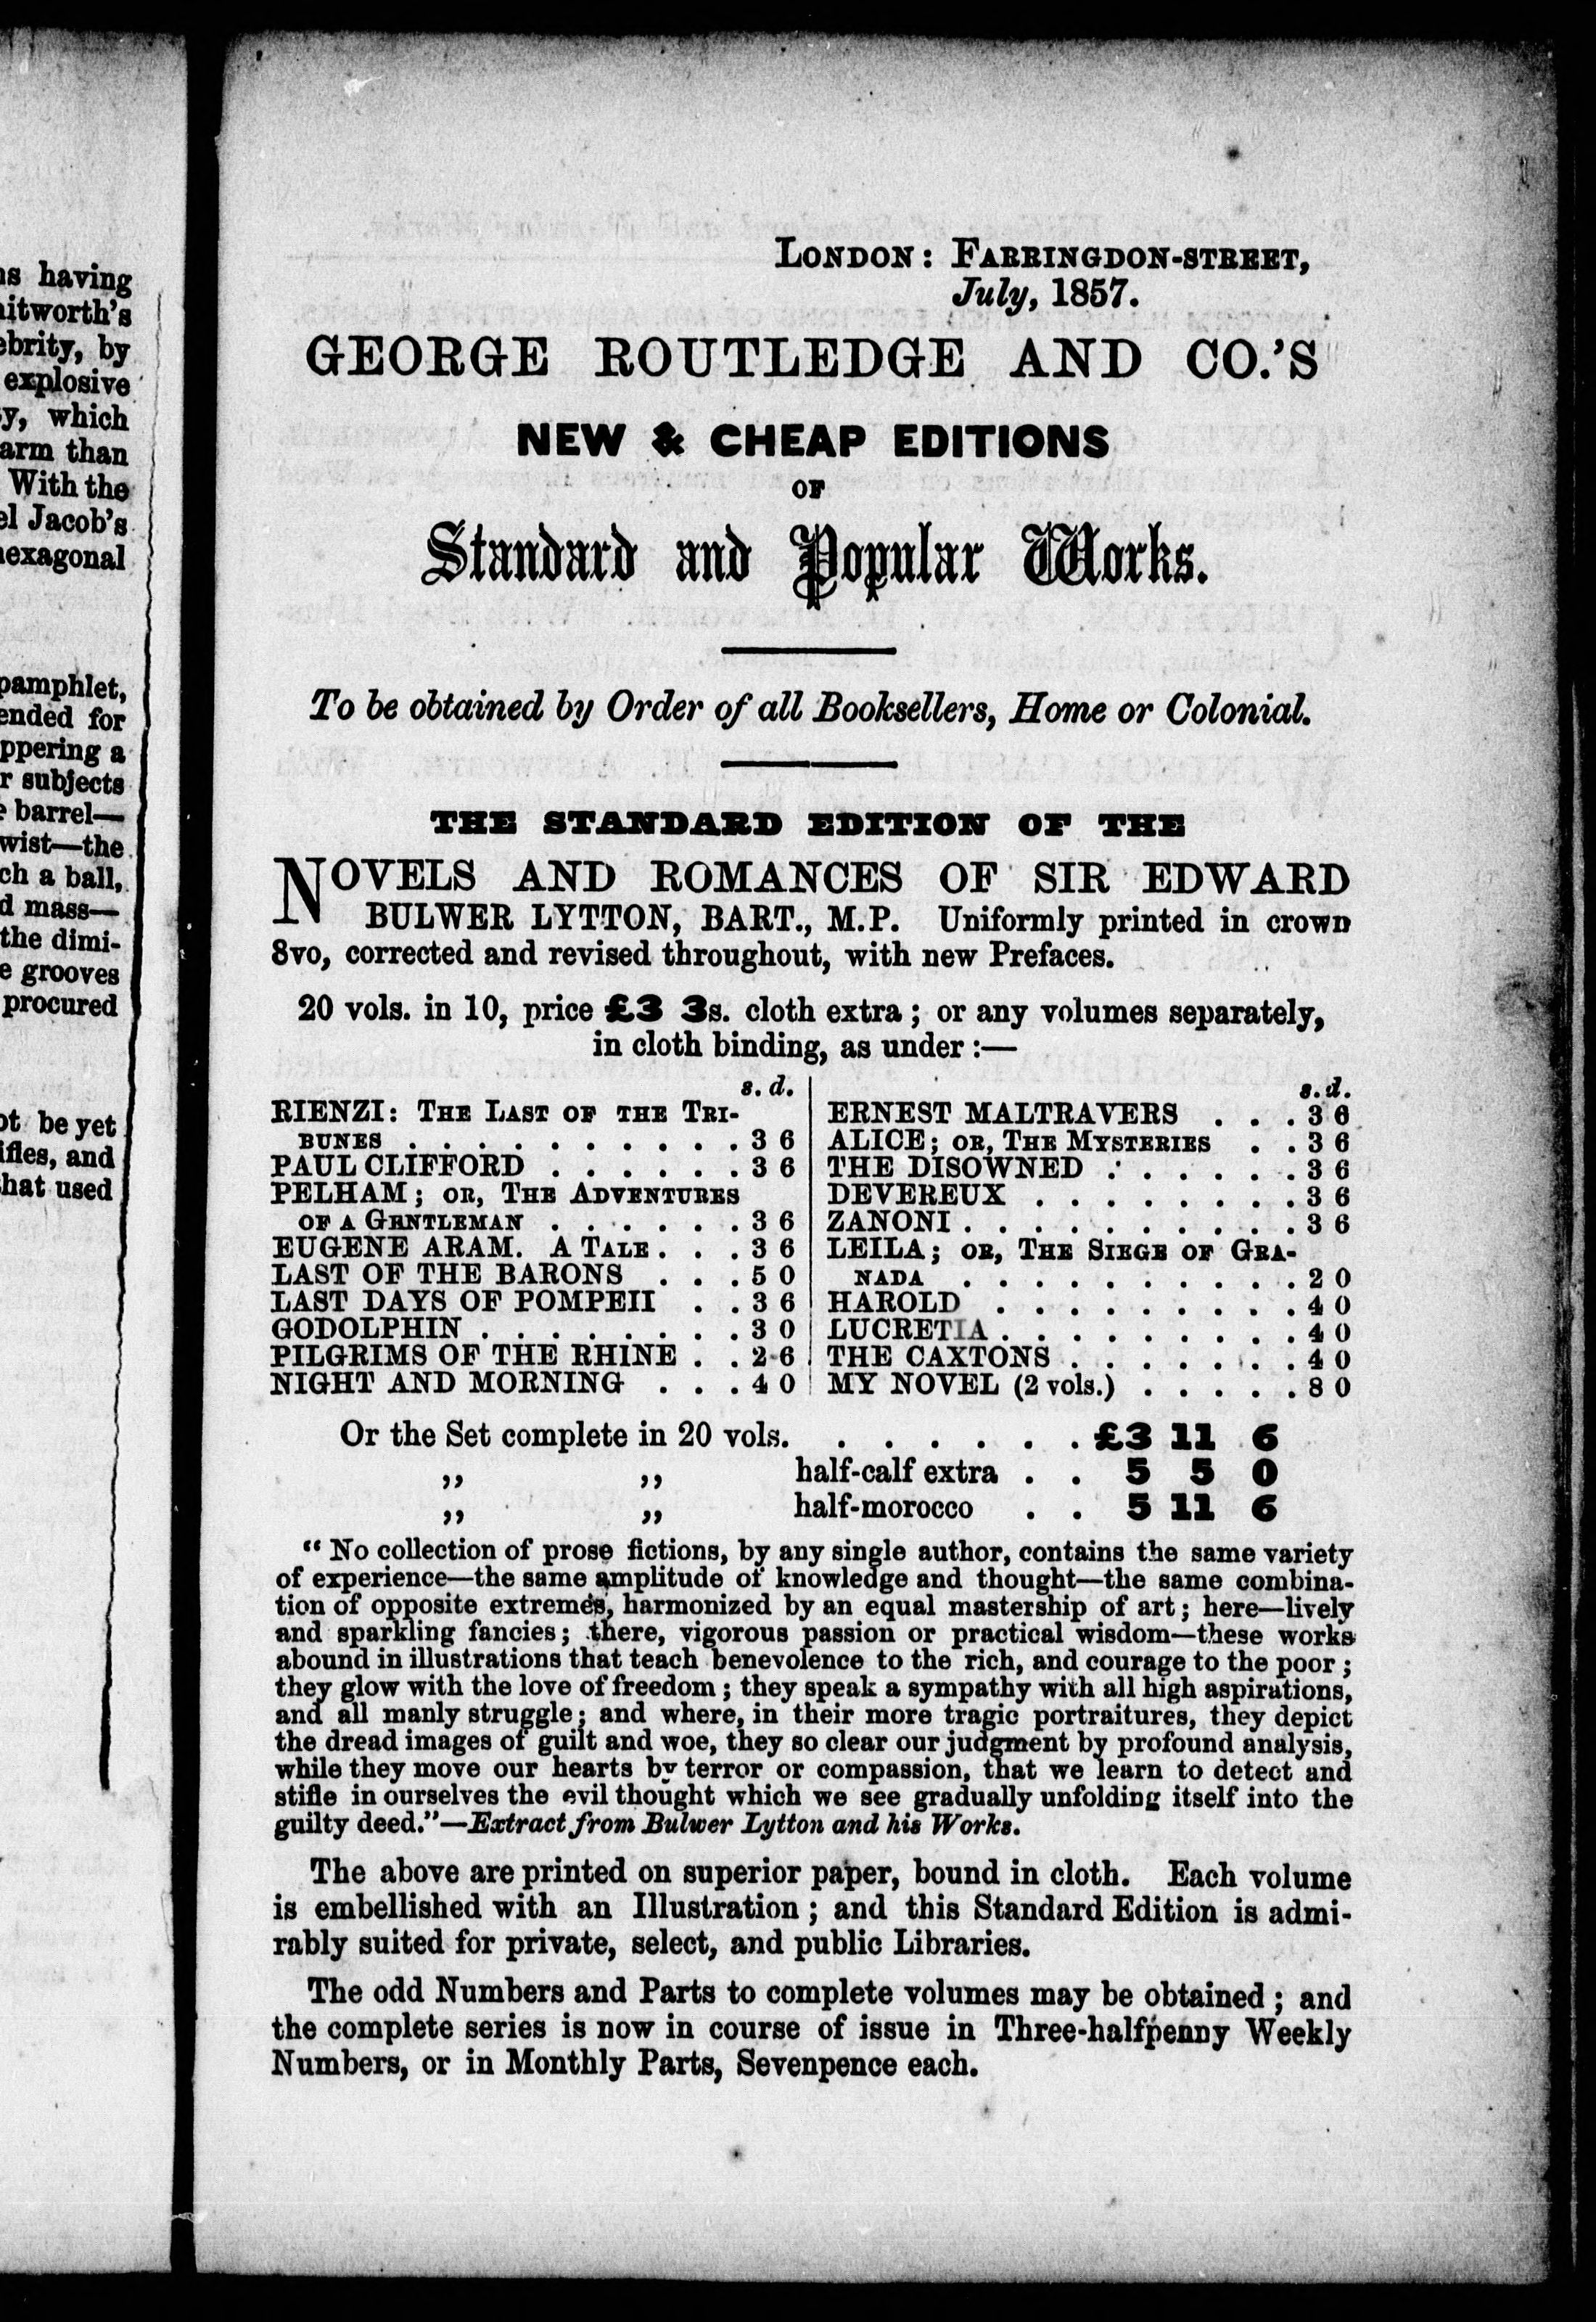 s having
itworth's
ebrity, by
explosive
y, which
arm than
With the
el Jacob's
hexagonal
pamphlet,
ended for
ppering a
r subjects
barrel—
wist—the
ch a ball,
d mass—
the dimi-
e grooves
procured
ot be yet
ifles, and
that used
LONDON: FARRINGDON-STREET,
July, 1857.
GEORGE ROUTLEDGE AND CO.'S
NEW & CHEAP EDITIONS
OF
Standard and Popular Works.
To be obtained by Order of all Booksellers, Home or Colonial.
THE STANDARD EDITION OF THE
NOVELS AND ROMANCES OF SIR EDWARD
BULWER LYTTON, BART., M.P. Uniformly printed in crown
8vo, corrected and revised throughout, with new Prefaces.
20 vols. in 10, price £3 3s. cloth extra; or any volumes separately,
in cloth binding, as under:—
s. d.
RIENZI: THE LAST OF THE TRI-
BUNES . . . . . . . . . . 3 6
PAUL CLIFFORD . . . . . . 3 6
PELHAM; OR, THE ADVENTURES
OF A GENTLEMAN . . . . . . 3 6
EUGENE ARAM. A TALE . . . 3 6
LAST OF THE BARONS . . . 5 0
LAST DAYS OF POMPEII . . 3 6
GODOLPHIN . . . . . . . . 3 0
PILGRIMS OF THE RHINE . . 2 6
NIGHT AND MORNING . . . 4 0
s. d.
ERNEST MALTRAVERS . . . 3 6
ALICE; OR, THE MYSTERIES . . 3 6
THE DISOWNED . . . . . . 3 6
DEVEREUX . . . . . . . . 3 6
ZANONI . . . . . . . . . . 3 6
LEILA; OR, THE SIEGE OF GRA-
NADA . . . . . . . . . . 2 0
HAROLD . . . . . . . . . 4 0
LUCRETIA . . . . . . . . . 4 0
THE CAXTONS . . . . . . . 4 0
MY NOVEL (2 vols.) . . . . . 8 0
Or the Set complete in 20 vols. . . . . . . £3 11 6
„ „ half-calf extra . . 5 5 0
„ „ half-morocco . . 5 11 6
"No collection of prose fictions, by any single author, contains the same variety
of experience—the same amplitude of knowledge and thought—the same combina-
tion of opposite extremes, harmonized by an equal mastership of art; here—lively
and sparkling fancies; there, vigorous passion or practical wisdom—these works
abound in illustrations that teach benevolence to the rich, and courage to the poor;
they glow with the love of freedom; they speak a sympathy with all high aspirations,
and all manly struggle; and where, in their more tragic portraitures, they depict
the dread images of guilt and woe, they so clear our judgment by profound analysis,
while they move our hearts by terror or compassion, that we learn to detect and
stifle in ourselves the evil thought which we see gradually unfolding itself into the
guilty deed."—Extract from Bulwer Lytton and his Works.
The above are printed on superior paper, bound in cloth. Each volume
is embellished with an Illustration; and this Standard Edition is admi-
rably suited for private, select, and public Libraries.
The odd Numbers and Parts to complete volumes may be obtained; and
the complete series is now in course of issue in Three-halfpenny Weekly
Numbers, or in Monthly Parts, Sevenpence each.